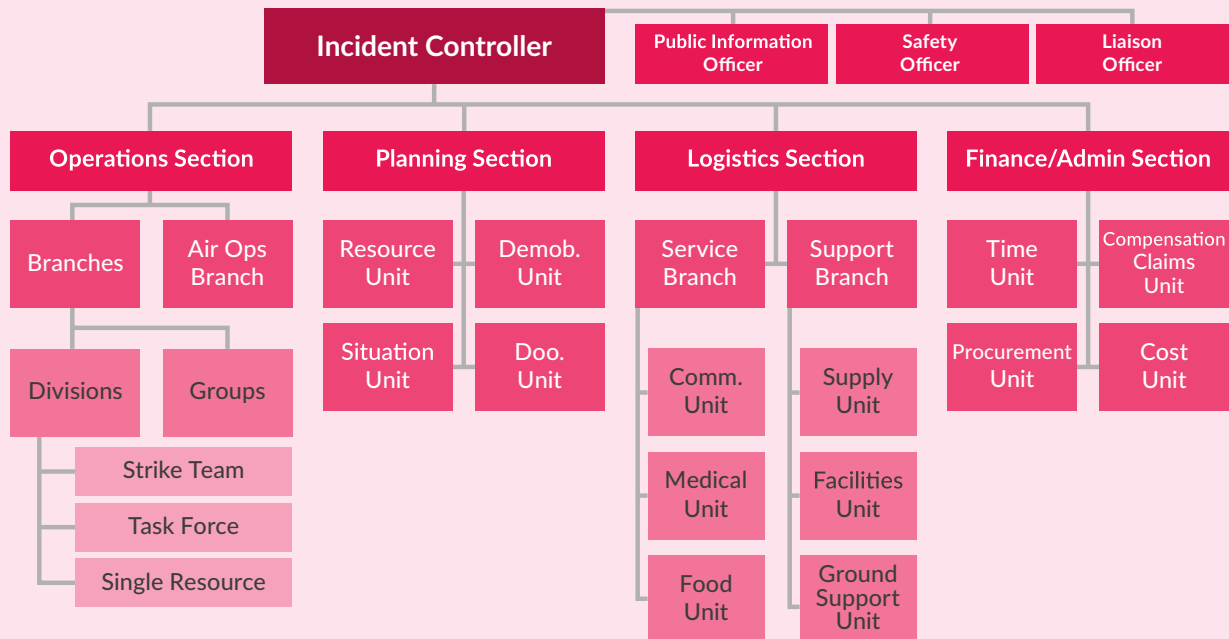 Incident Controller
Public Information
Officer
Safety
Officer
Liaison
Officer
Operations Section
Planning Section
Logistics Section
Finance/Admin Section
Branches
Air Ops
Branch
Resource
Unit
Demob.
Unit
Service
Branch
Support
Branch
Time
Unit
Compensation
Claims
Unit
Divisions
Groups
Situation
Unit
Doo.
Unit
Comm.
Unit
Supply
Unit
Procurement
Unit
Cost
Unit
Strike Team
Task Force
Single Resource
Medical
Unit
Facilities
Unit
Food
Unit
Ground
Support
Unit